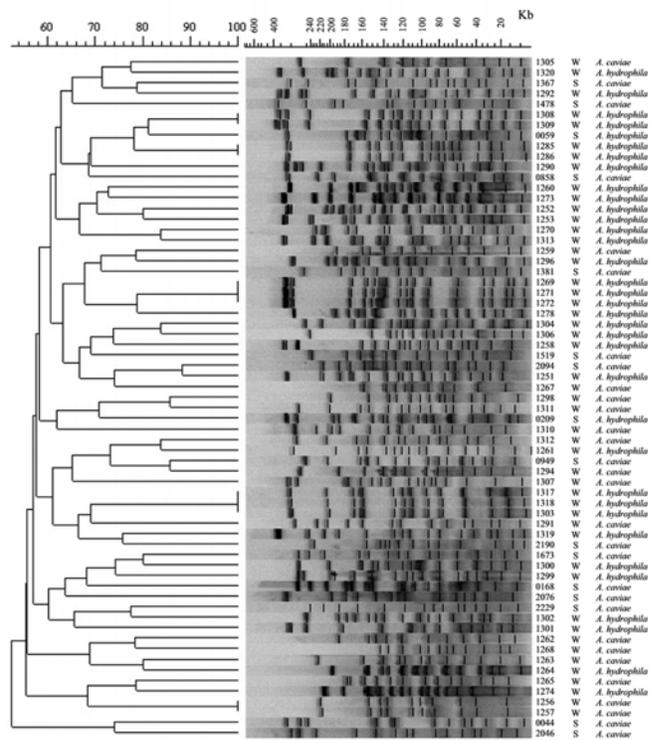 Kb
60 70 80 90 100 600 400 240 220 200 180 160 140 120 100 80 60 40 20
1305 W A. caviae
1320 W A. hydrophila
1367 S A. caviae
1292 W A. hydrophila
1478 S A. caviae
1308 W A. hydrophila
1309 W A. hydrophila
0059 S A. hydrophila
1285 W A. hydrophila
1286 W A. hydrophila
1290 W A. hydrophila
0858 S A. caviae
1260 W A. hydrophila
1273 W A. hydrophila
1252 W A. hydrophila
1253 W A. hydrophila
1270 W A. hydrophila
1313 W A. hydrophila
1259 W A. caviae
1296 W A. hydrophila
1381 S A. caviae
1269 W A. hydrophila
1271 W A. hydrophila
1272 W A. hydrophila
1278 W A. hydrophila
1304 W A. hydrophila
1306 W A. hydrophila
1258 W A. hydrophila
1519 S A. caviae
2094 S A. caviae
1251 W A. hydrophila
1267 W A. caviae
1298 W A. caviae
1311 W A. caviae
0209 S A. hydrophila
1310 W A. caviae
1312 W A. caviae
1261 W A. hydrophila
0949 S A. caviae
1294 W A. caviae
1307 W A. caviae
1317 W A. hydrophila
1318 W A. hydrophila
1303 W A. hydrophila
1291 W A. caviae
1319 W A. hydrophila
2190 S A. caviae
1673 S A. caviae
1300 W A. hydrophila
1299 W A. hydrophila
0168 S A. caviae
2076 S A. caviae
2229 S A. caviae
1302 W A. hydrophila
1301 W A. hydrophila
1262 W A. caviae
1268 W A. caviae
1263 W A. caviae
1264 W A. hydrophila
1265 W A. caviae
1274 W A. hydrophila
1256 W A. caviae
1257 W A. caviae
0044 S A. caviae
2046 S A. caviae